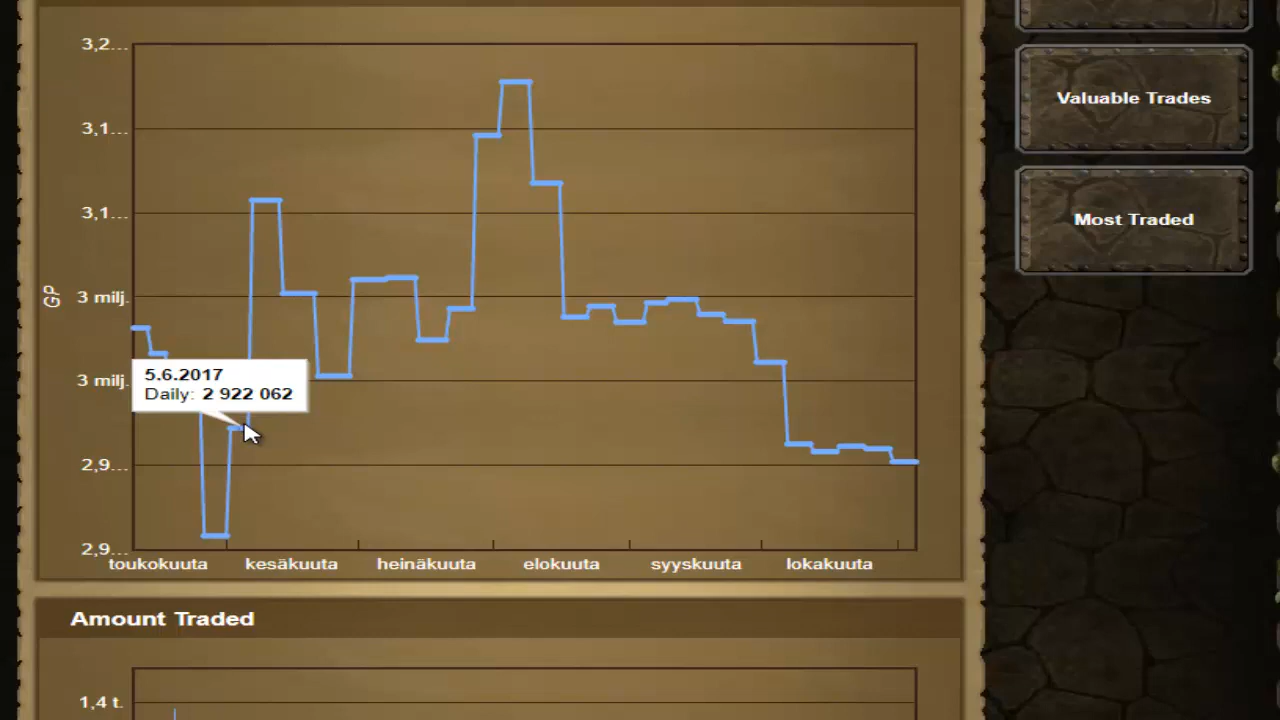 3,2...
3,1...
3,1...
GP
3 milj.
3 milj.
2,9...
2,9...
5.6.2017
Daily: 2 922 062
toukokuuta kesäkuuta heinäkuuta elokuuta syyskuuta lokakuuta
Amount Traded
1,4 t.
Valuable Trades
Most Traded